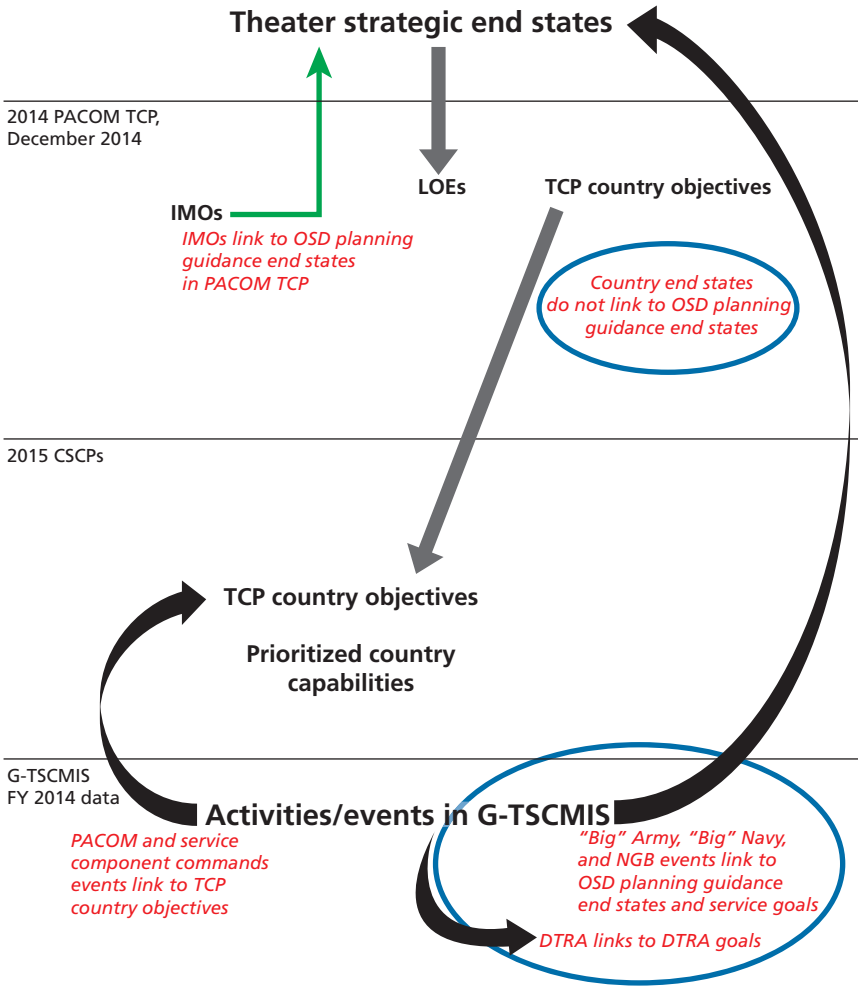 Theater strategic end states
2014 PACOM TCP,
December 2014
LOEs
TCP country objectives
IMOs
IMOs link to OSD planning
guidance end states
in PACOM TCP
Country end states
do not link to OSD planning
guidance end states
2015 CSCPs
TCP country objectives
Prioritized country
capabilities
G-TSCMIS
FY 2014 data
Activities/events in G-TSCMIS
PACOM and service
component commands
events link to TCP
country objectives
“Big” Army, “Big” Navy,
and NGB events link to
OSD planning guidance
end states and service goals
DTRA links to DTRA goals